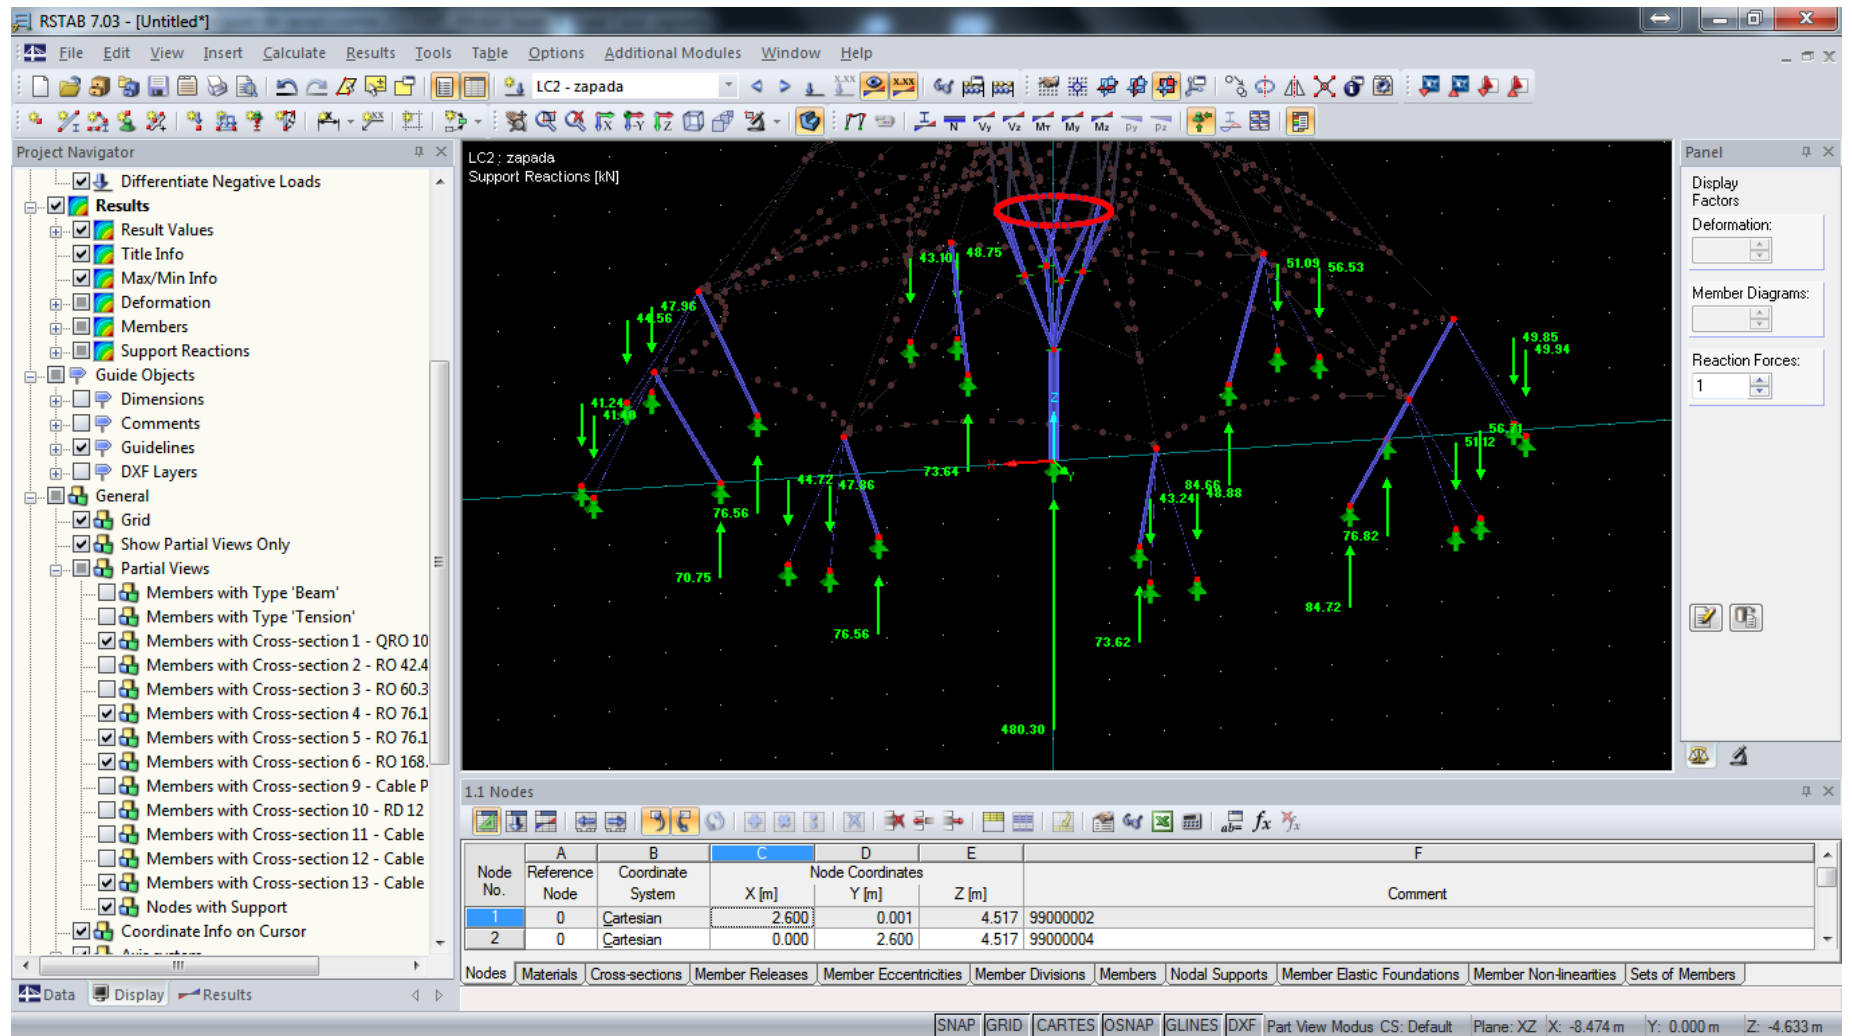 RSTAB 7.03 - [Untitled*]
File Edit View Insert Calculate Results Tools Table Options Additional Modules Window Help
LC2 - zapada
Project Navigator
Differentiate Negative Loads
Results
Result Values
Title Info
Max/Min Info
Deformation
Members
Support Reactions
Guide Objects
Dimensions
Comments
Guidelines
DXF Layers
General
Grid
Show Partial Views Only
Partial Views
Members with Type 'Beam'
Members with Type 'Tension'
Members with Cross-section 1 - QRO 10
Members with Cross-section 2 - RO 42.4
Members with Cross-section 3 - RO 60.3
Members with Cross-section 4 - RO 76.1
Members with Cross-section 5 - RO 76.1
Members with Cross-section 6 - RO 168.
Members with Cross-section 9 - Cable P
Members with Cross-section 10 - RD 12
Members with Cross-section 11 - Cable
Members with Cross-section 12 - Cable
Members with Cross-section 13 - Cable
Nodes with Support
Coordinate Info on Cursor
Data Display Results
LC2 : zapada
Support Reactions [kN]
43.10 48.75
51.09 56.53
47.96
44.56
49.85
49.94
41.24
41.40
56.71
51.12
73.64 X
Z
Y
44.72 47.86
84.66
43.24 48.88
76.56
76.82
70.75
84.72
76.56
73.62
480.30
Panel
Display
Factors
Deformation:
Member Diagrams:
Reaction Forces:
1
1.1 Nodes
A B C D E F
Node Reference Coordinate Node Coordinates
No. Node System X [m] Y [m] Z [m] Comment
1 0 Cartesian 2.600 0.001 4.517 99000002
2 0 Cartesian 0.000 2.600 4.517 99000004
Nodes Materials Cross-sections Member Releases Member Eccentricities Member Divisions Members Nodal Supports Member Elastic Foundations Member Non-linearities Sets of Members
SNAP GRID CARTES OSNAP GLINES DXF Part View Modus CS: Default Plane: XZ X: -8.474 m Y: 0.000 m Z: -4.633 m